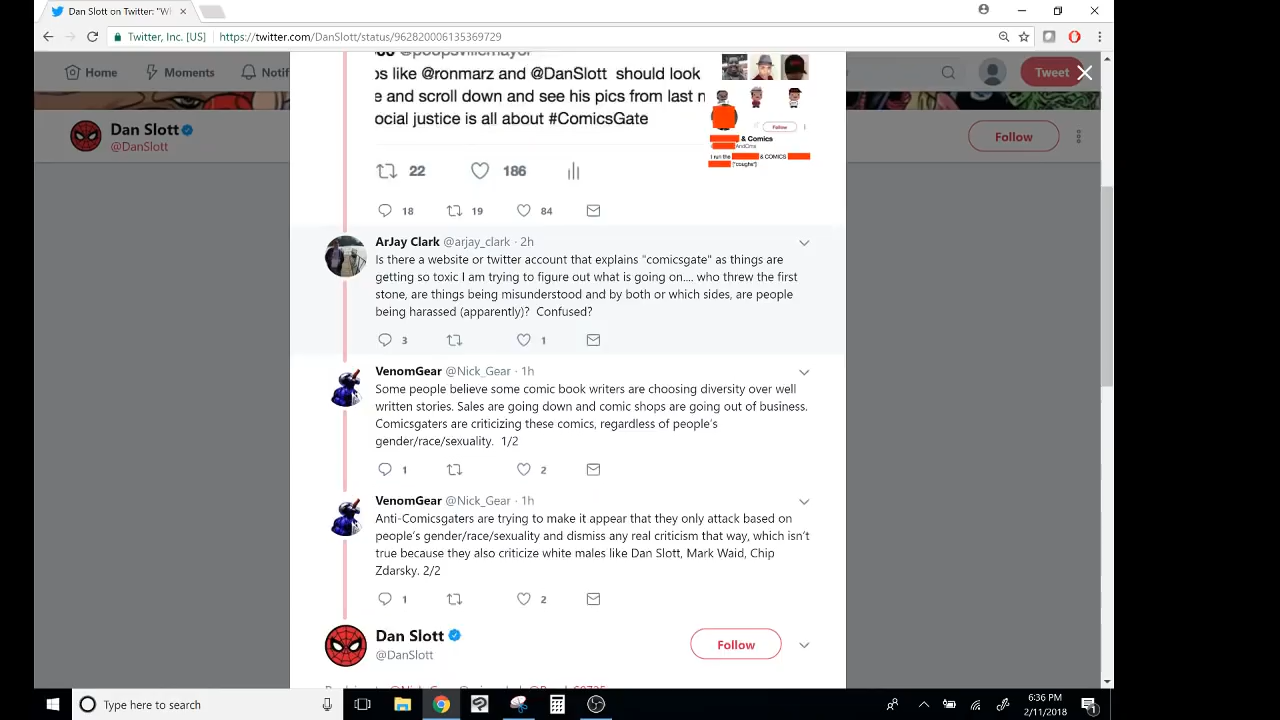 Dan Slott on Twitter: "Wl
Twitter, Inc. [US]
https://twitter.com/DanSlott/status/962820006135369729
Home
Moments
Notif
Tweet
Dan Slott
@DanSlott
Follow
os like @ronmarz and @DanSlott should look
e and scroll down and see his pics from last n
ocial justice is all about #ComicsGate
Follow
& Comics
AndCms
I run the & COMICS
["coughs"]
22 186
18 19 84
ArJay Clark @arjay_clark · 2h
Is there a website or twitter account that explains "comicsgate" as things are
getting so toxic I am trying to figure out what is going on.... who threw the first
stone, are things being misunderstood and by both or which sides, are people
being harassed (apparently)? Confused?
3 1
VenomGear @Nick_Gear · 1h
Some people believe some comic book writers are choosing diversity over well
written stories. Sales are going down and comic shops are going out of business.
Comicsgaters are criticizing these comics, regardless of people's
gender/race/sexuality. 1/2
1 2
VenomGear @Nick_Gear · 1h
Anti-Comicsgaters are trying to make it appear that they only attack based on
people's gender/race/sexuality and dismiss any real criticism that way, which isn't
true because they also criticize white males like Dan Slott, Mark Waid, Chip
Zdarsky. 2/2
1 2
Dan Slott
@DanSlott
Follow
Type here to search
6:36 PM
2/11/2018
1